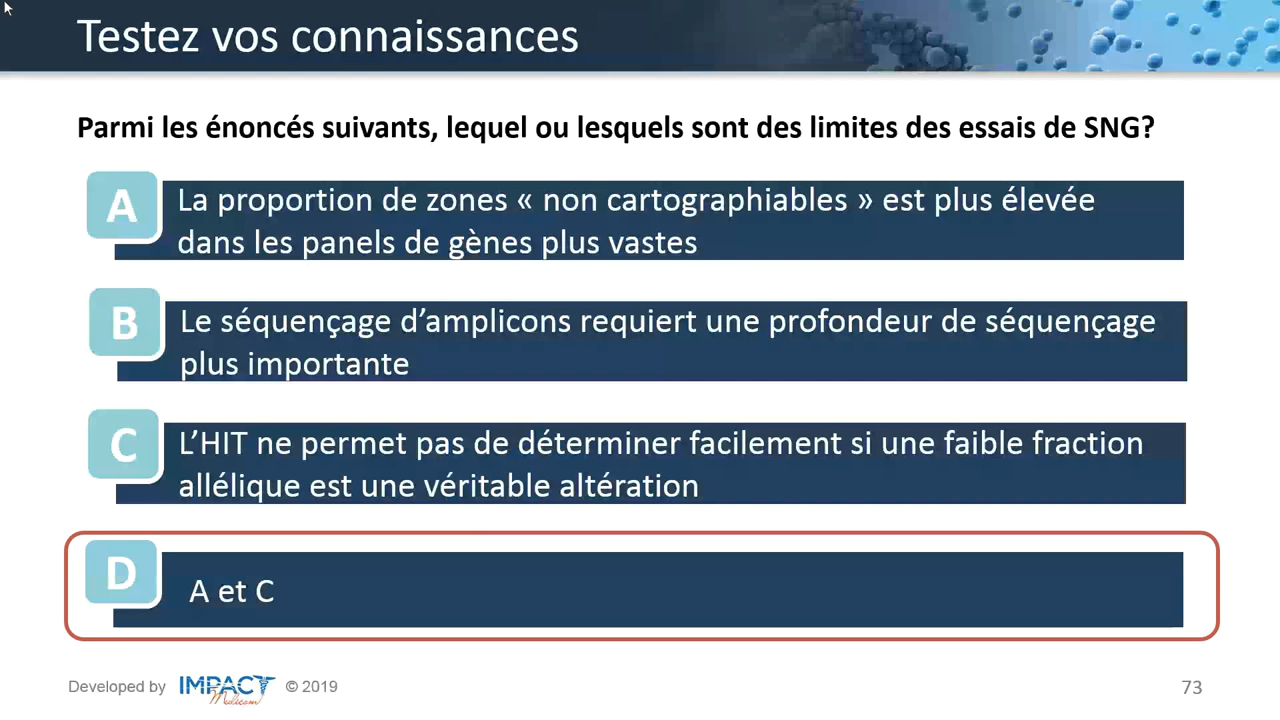 Testez vos connaissances
Parmi les énoncés suivants, lequel ou lesquels sont des limites des essais de SNG?
A
La proportion de zones « non cartographiables » est plus élevée
dans les panels de gènes plus vastes
B
Le séquençage d’amplicons requiert une profondeur de séquençage
plus importante
C
L’HIT ne permet pas de déterminer facilement si une faible fraction
allélique est une véritable altération
D
A et C
Developed by IMPACT Medicom © 2019
73